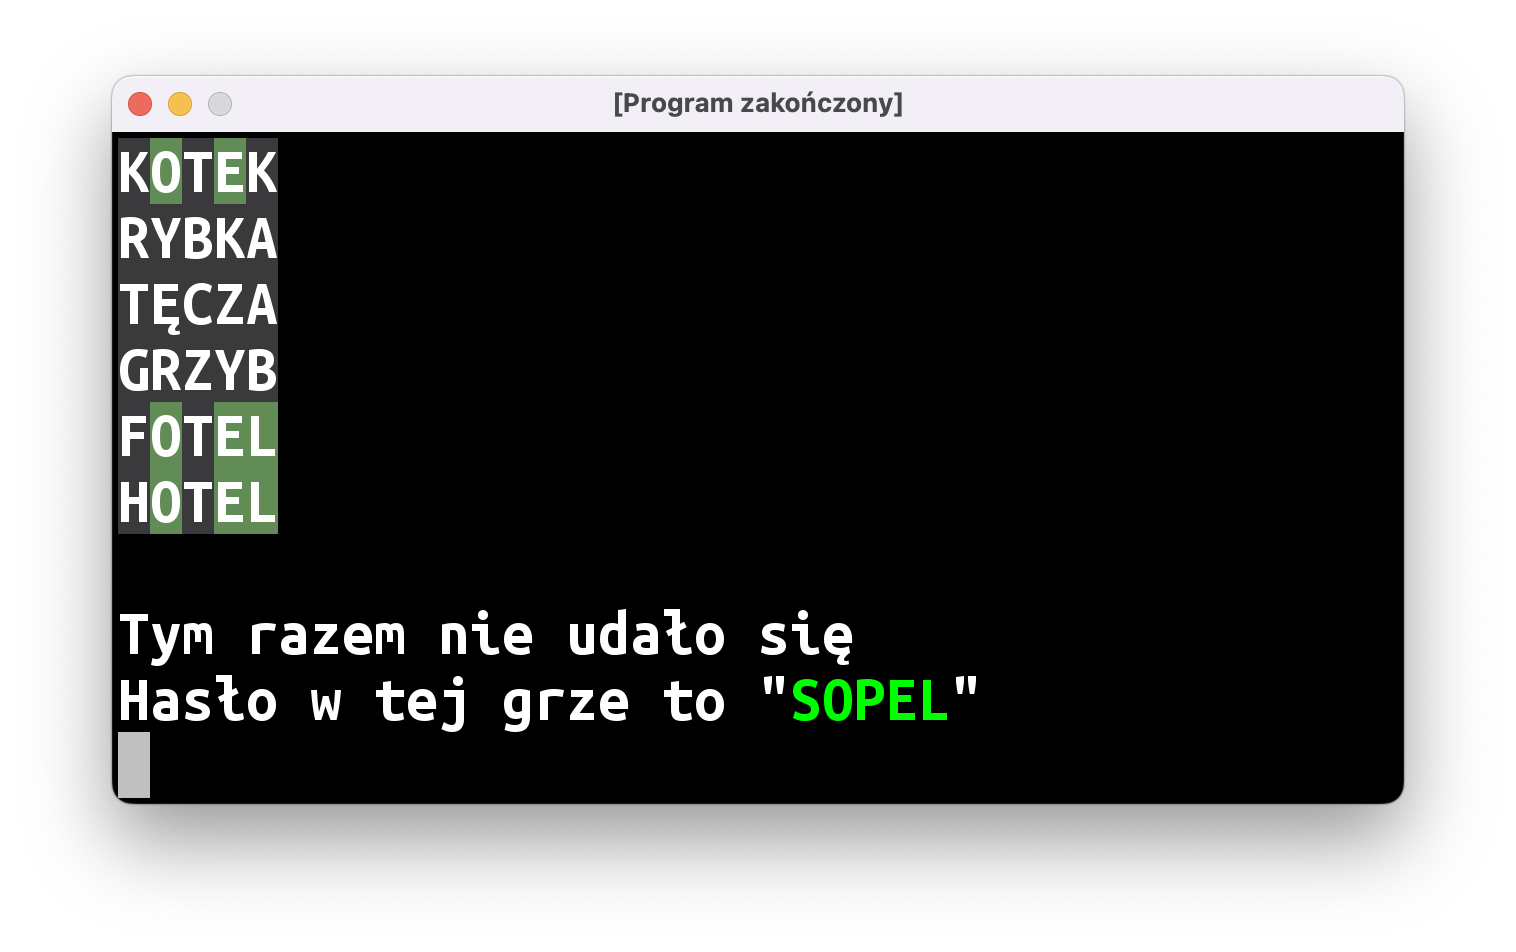 [Program zakończony]
KOTEK
RYBKA
TĘCZA
GRZYB
FOTEL
HOTEL
Tym razem nie udało się
Hasło w tej grze to "SOPEL"